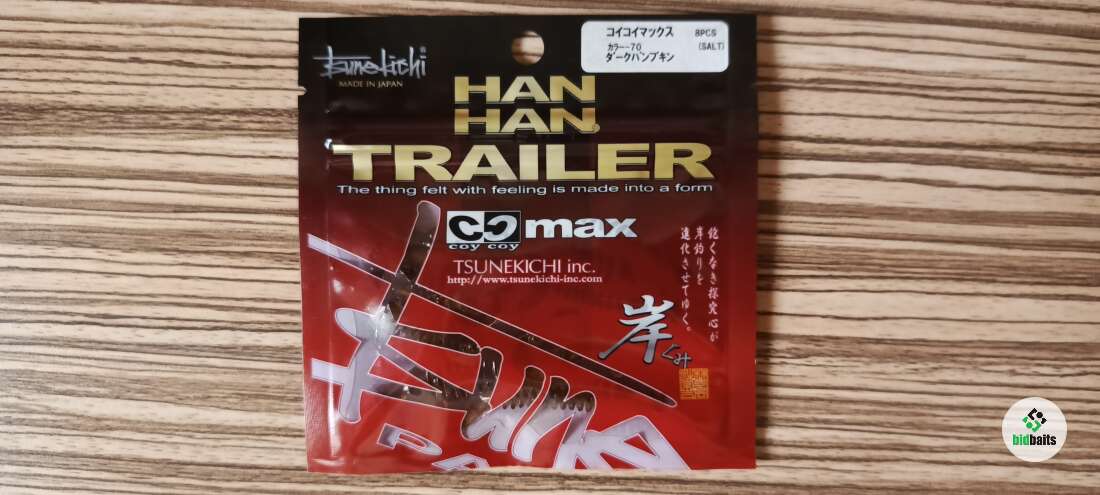 Tsunekichi®
MADE IN JAPAN
コイコイマックス 8PCS
カラー-70 (SALT)
ダークパンプキン
HAN
HAN®
TRAILER
The thing felt with feeling is made into a form
CC max
coy coy
TSUNEKICHI inc.
http://www.tsunekichi-inc.com
飽くなき探究心が
岸釣りを
進化させてゆく。
岸
Tsune
bidbaits